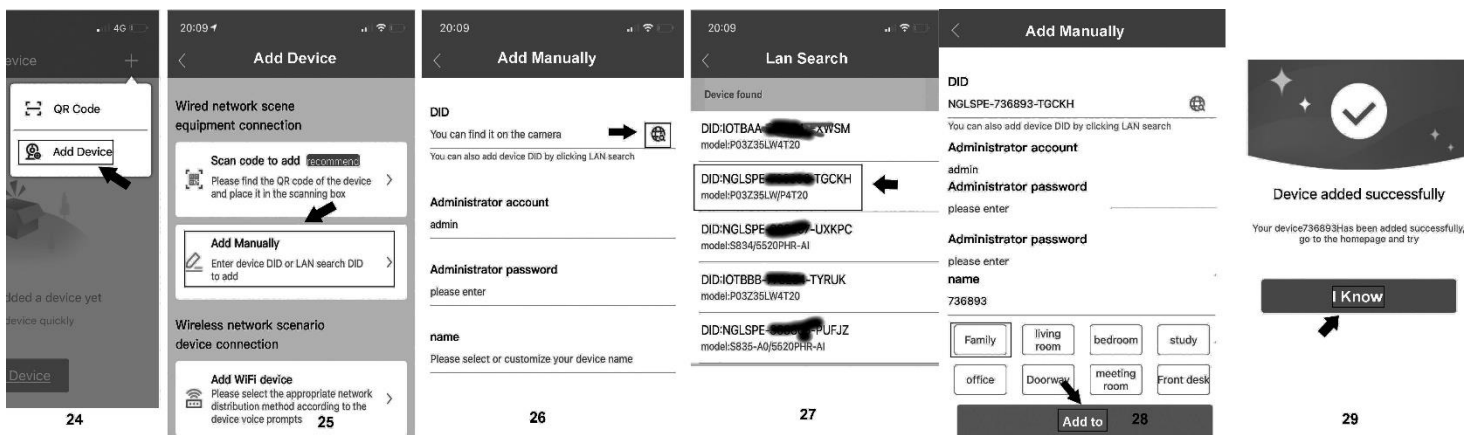 4G
evice
+
QR Code
Add Device
dded a device yet
device quickly
Device
24
20:09
Add Device
Wired network scene
equipment connection
Scan code to add recommend
Please find the QR code of the device
and place it in the scanning box
Add Manually
Enter device DID or LAN search DID
to add
Wireless network scenario
device connection
Add WiFi device
Please select the appropriate network
distribution method according to the
device voice prompts
25
20:09
Add Manually
DID
You can find it on the camera
You can also add device DID by clicking LAN search
Administrator account
admin
Administrator password
please enter
name
Please select or customize your device name
26
20:09
Lan Search
Device found
DID:IOTBAA- XWSM
model:P03Z35LW4T20
DID:NGLSPE TGCKH
model:P03Z35LW/P4T20
DID:NGLSPE- -UXKPC
model:S834/5520PHR-AI
DID:IOTBBB- -TYRUK
model:P03Z35LW4T20
DID:NGLSPE- PUFJZ
model:S835-A0/5520PHR-AI
27
Add Manually
DID
NGLSPE-736893-TGCKH
You can also add device DID by clicking LAN search
Administrator account
admin
Administrator password
please enter
Administrator password
please enter
name
736893
Family living room bedroom study
office Doorway meeting room Front desk
Add to
28
Device added successfully
Your device736893Has been added successfully,
go to the homepage and try
I Know
29